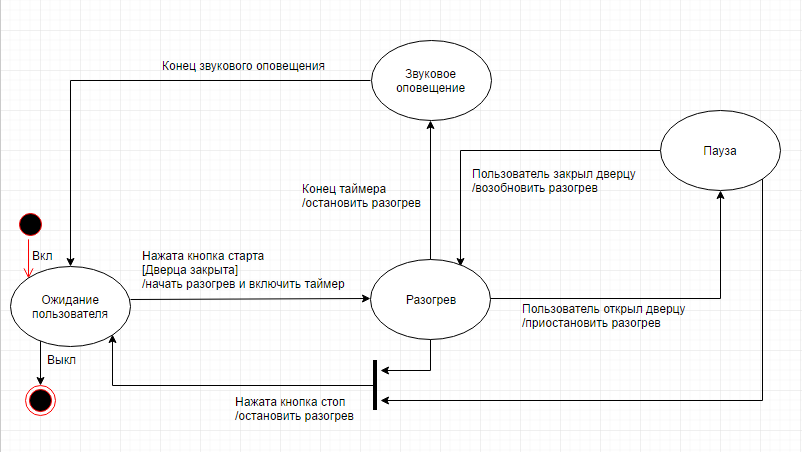 Конец звукового оповещения
Звуковое
оповещение
Пауза
Пользователь закрыл дверцу
/возобновить разогрев
Конец таймера
/остановить разогрев
Вкл
Нажата кнопка старта
[Дверца закрыта]
/начать разогрев и включить таймер
Ожидание
пользователя
Разогрев
Пользователь открыл дверцу
/приостановить разогрев
Выкл
Нажата кнопка стоп
/остановить разогрев